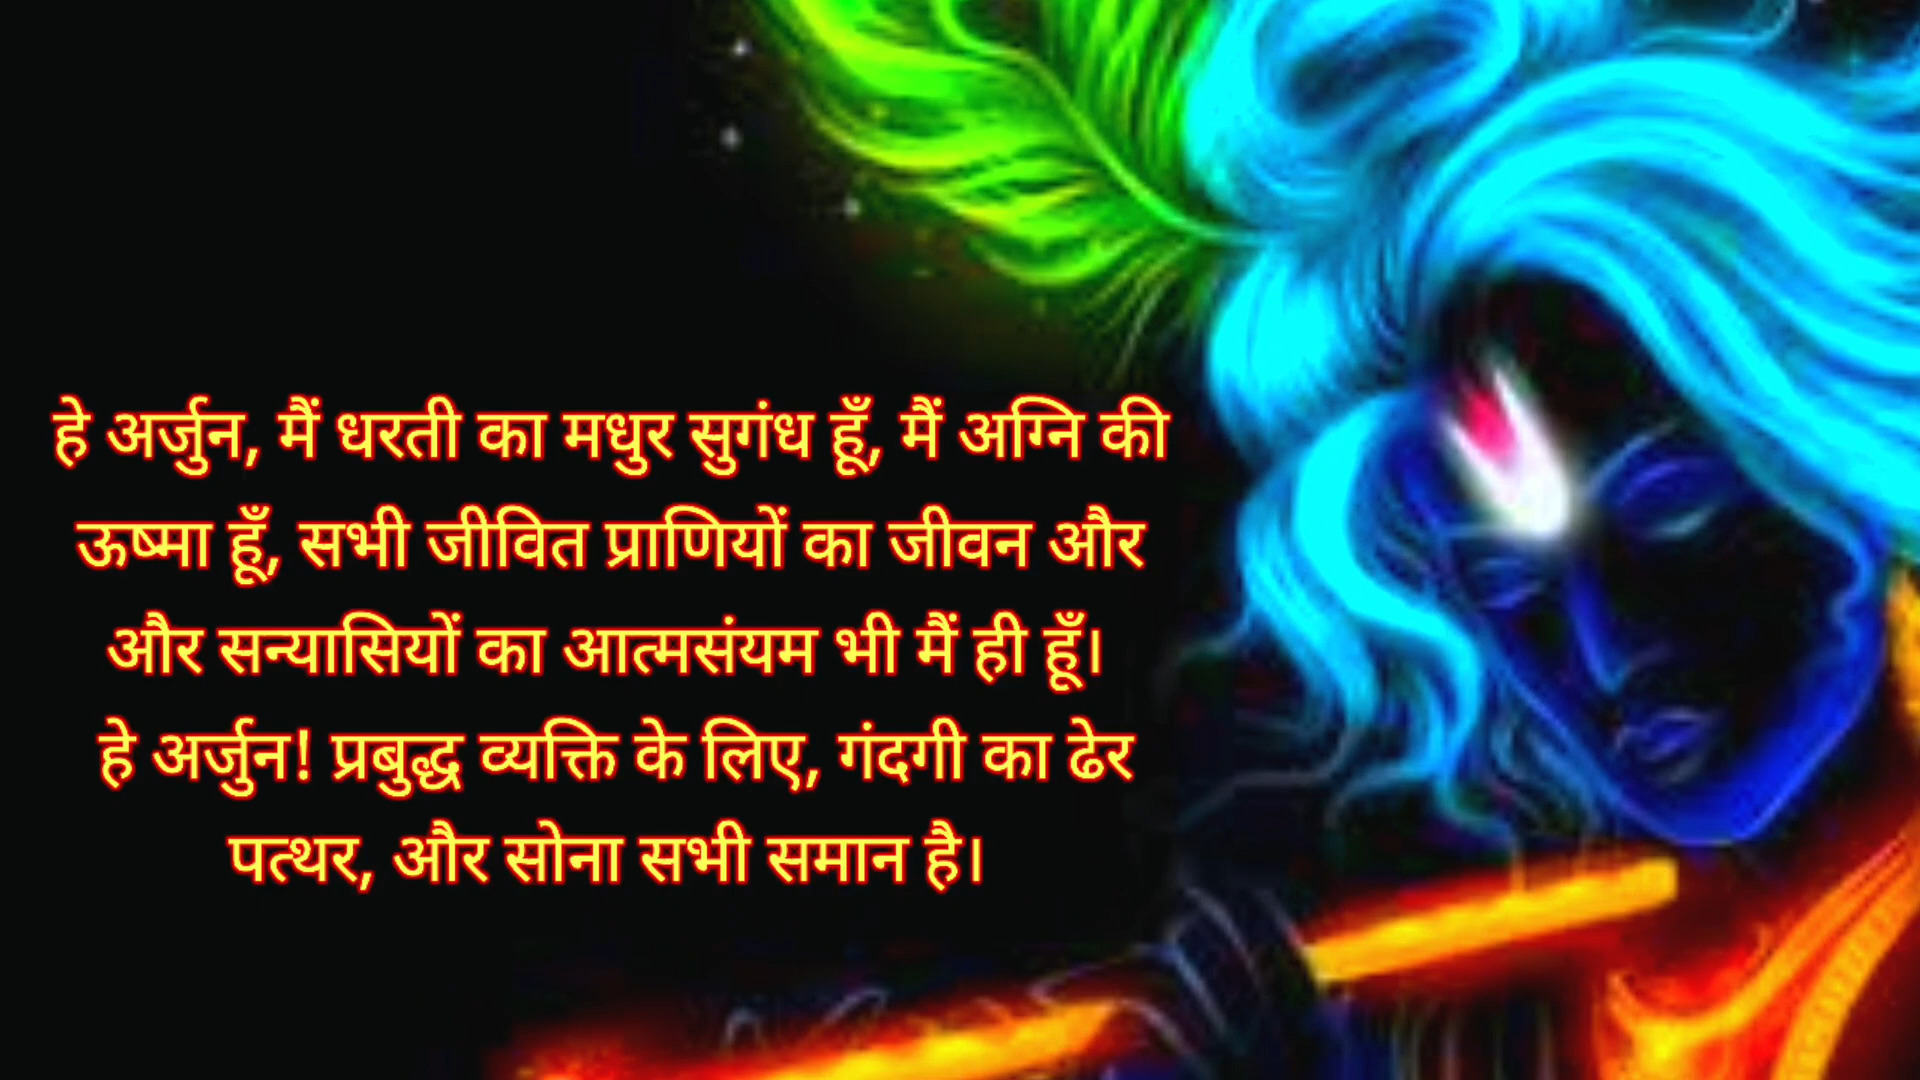 हे अर्जुन, मैं धरती का मधुर सुगंध हूँ, मैं अग्नि की
ऊष्मा हूँ, सभी जीवित प्राणियों का जीवन और
और सन्यासियों का आत्मसंयम भी मैं ही हूँ।
हे अर्जुन! प्रबुद्ध व्यक्ति के लिए, गंदगी का ढेर
पत्थर, और सोना सभी समान है।